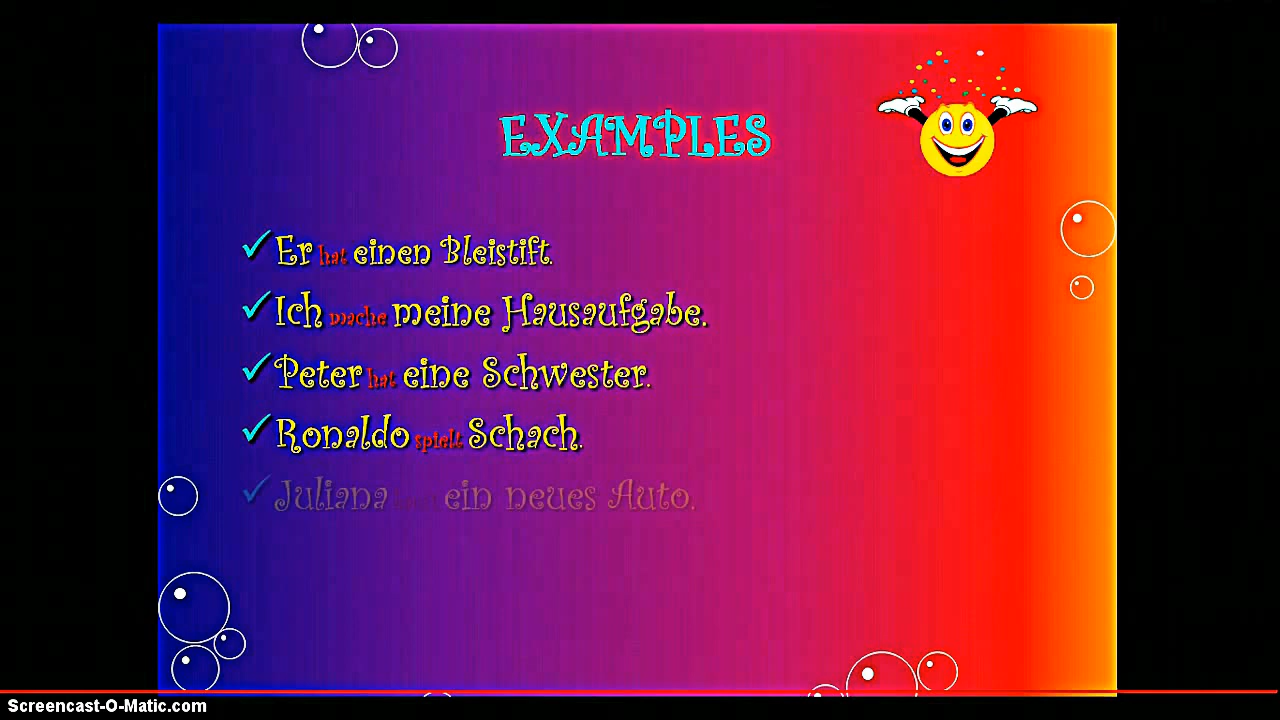 EXAMPLES
Er hat einen Bleistift.
Ich mache meine Hausaufgabe.
Peter hat eine Schwester.
Ronaldo spielt Schach.
Juliana ein neues Auto.
Screencast-O-Matic.com